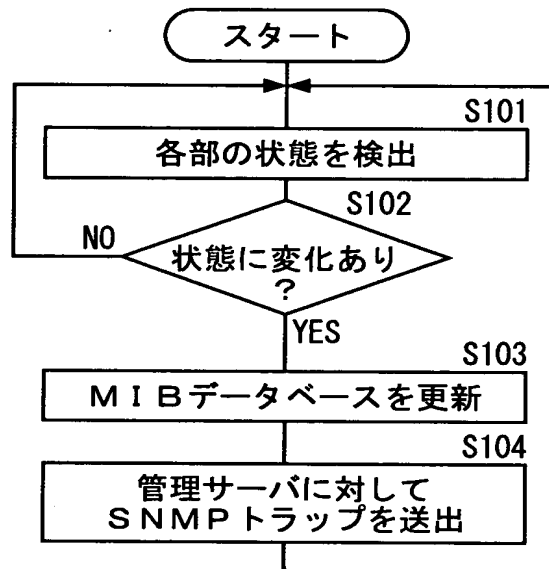 スタート
S101
各部の状態を検出
S102
NO
状態に変化あり
?
YES
S103
ＭＩＢデータベースを更新
S104
管理サーバに対して
ＳＮＭＰトラップを送出